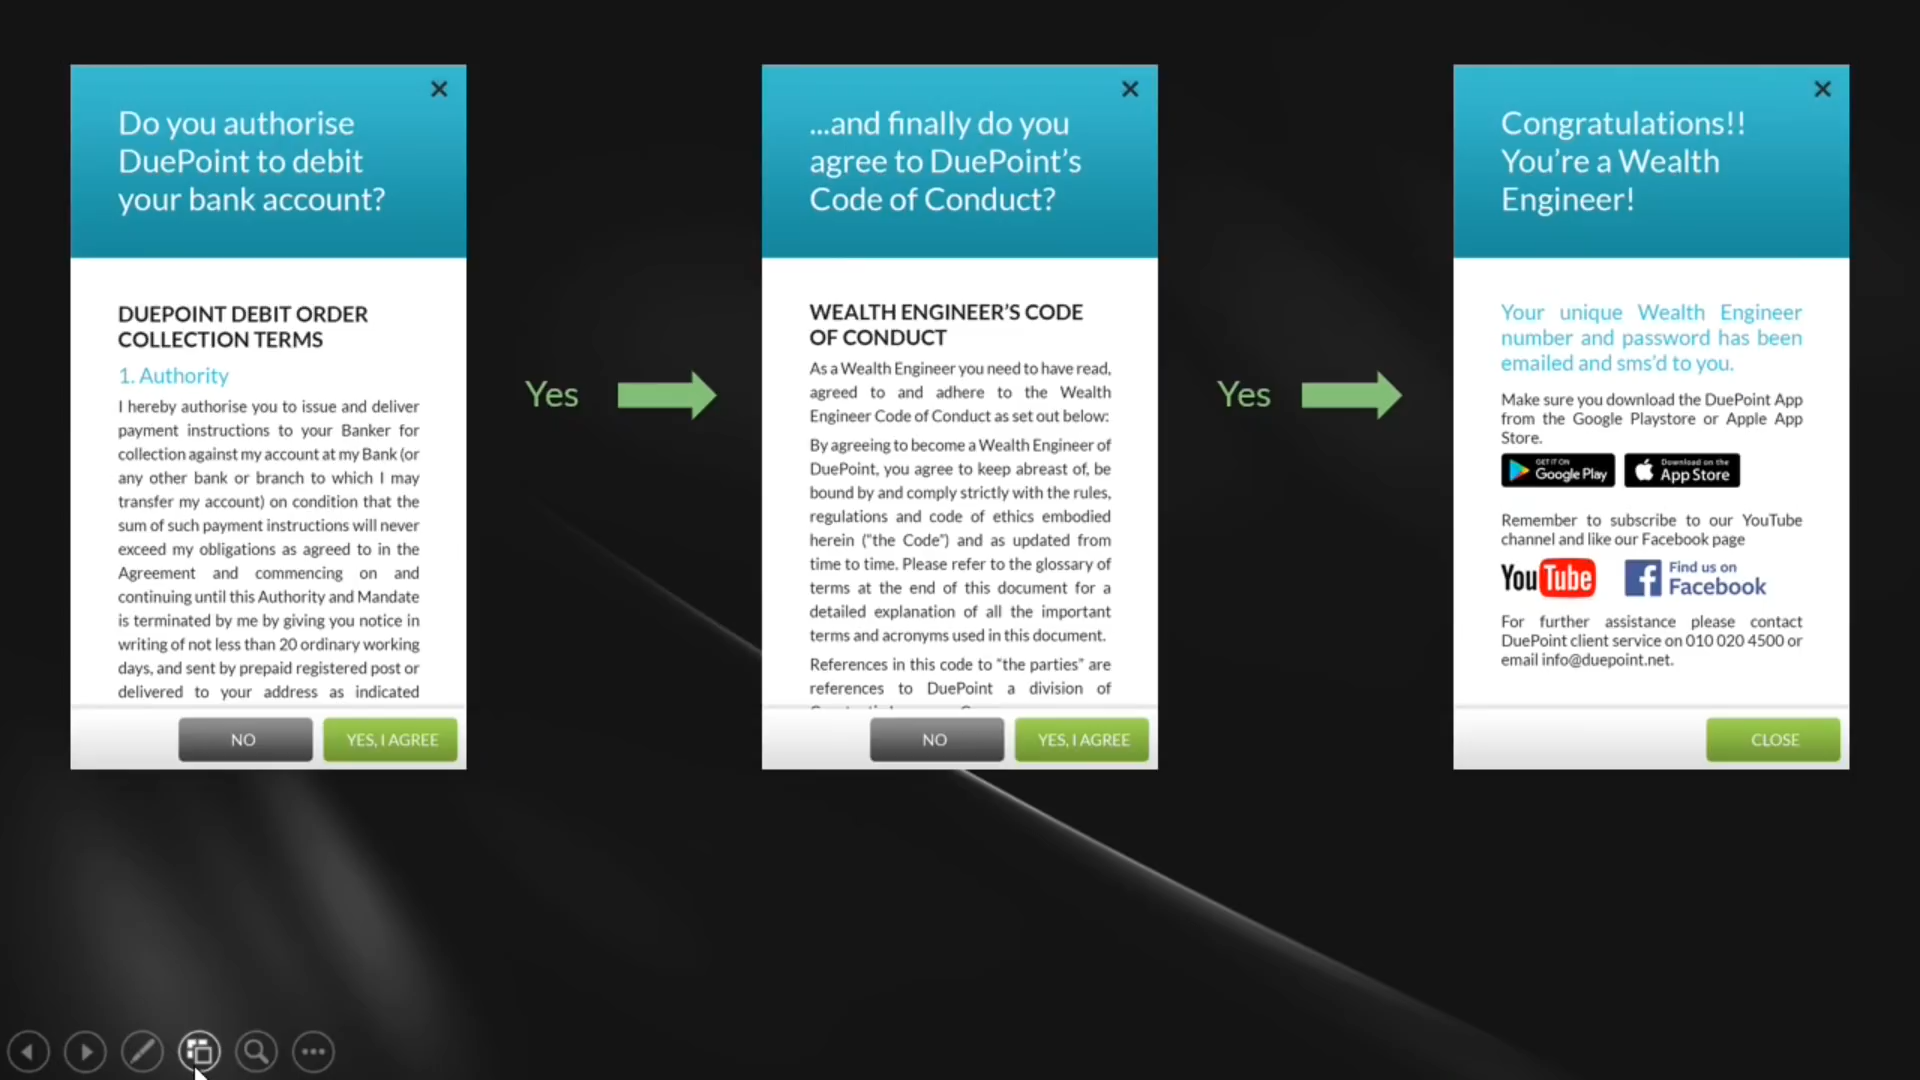 Do you authorise
DuePoint to debit
your bank account?
DUEPOINT DEBIT ORDER
COLLECTION TERMS
1. Authority
I hereby authorise you to issue and deliver
payment instructions to your Banker for
collection against my account at my Bank (or
any other bank or branch to which I may
transfer my account) on condition that the
sum of such payment instructions will never
exceed my obligations as agreed to in the
Agreement and commencing on and
continuing until this Authority and Mandate
is terminated by me by giving you notice in
writing of not less than 20 ordinary working
days, and sent by prepaid registered post or
delivered to your address as indicated
NO
YES, I AGREE
Yes
...and finally do you
agree to DuePoint's
Code of Conduct?
WEALTH ENGINEER'S CODE
OF CONDUCT
As a Wealth Engineer you need to have read,
agreed to and adhere to the Wealth
Engineer Code of Conduct as set out below:
By agreeing to become a Wealth Engineer of
DuePoint, you agree to keep abreast of, be
bound by and comply strictly with the rules,
regulations and code of ethics embodied
herein ("the Code") and as updated from
time to time. Please refer to the glossary of
terms at the end of this document for a
detailed explanation of all the important
terms and acronyms used in this document.
References in this code to "the parties" are
references to DuePoint a division of
NO
YES, I AGREE
Yes
Congratulations!!
You're a Wealth
Engineer!
Your unique Wealth Engineer
number and password has been
emailed and sms'd to you.
Make sure you download the DuePoint App
from the Google Playstore or Apple App
Store.
GET IT ON
Google Play
Download on the
App Store
Remember to subscribe to our YouTube
channel and like our Facebook page
YouTube
f
Find us on
Facebook
For further assistance please contact
DuePoint client service on 010 020 4500 or
email info@duepoint.net.
CLOSE